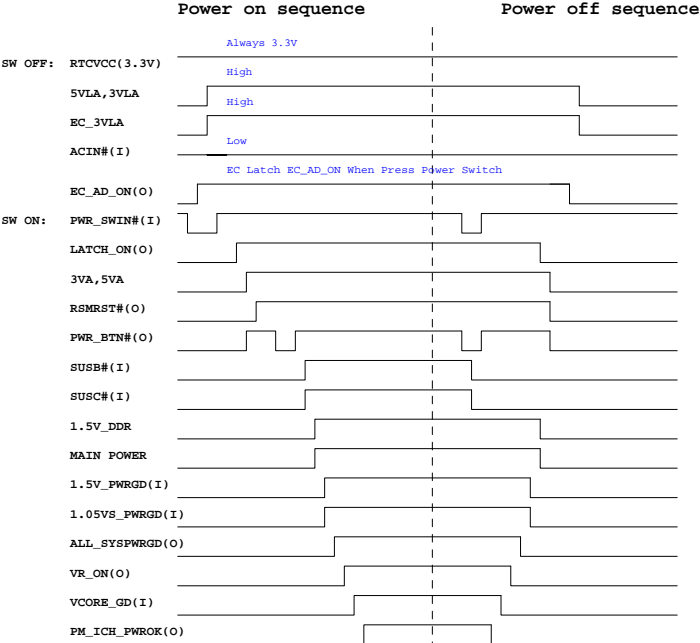 Power on sequence Power off sequence
Always 3.3V
SW OFF: RTCVCC(3.3V)
High
5VLA,3VLA
High
EC_3VLA
Low
ACIN#(I)
EC Latch EC_AD_ON When Press Power Switch
EC_AD_ON(O)
SW ON: PWR_SWIN#(I)
LATCH_ON(O)
3VA,5VA
RSMRST#(O)
PWR_BTN#(O)
SUSB#(I)
SUSC#(I)
1.5V_DDR
MAIN POWER
1.5V_PWRGD(I)
1.05VS_PWRGD(I)
ALL_SYSPWRGD(O)
VR_ON(O)
VCORE_GD(I)
PM_ICH_PWROK(O)